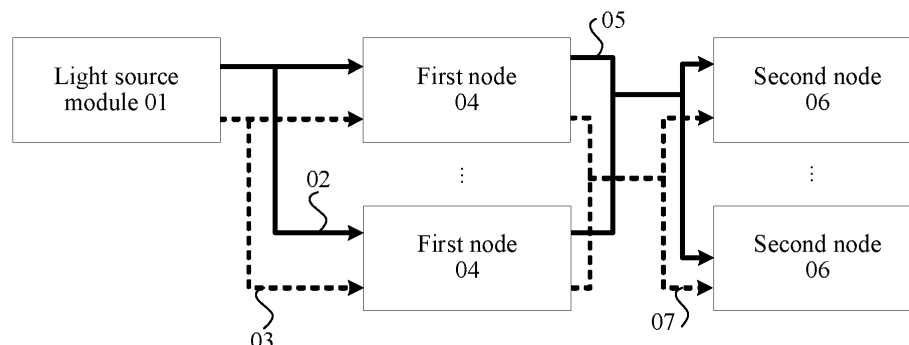 05
Light source
module 01
First node
04
Second node
06
02
⋮
⋮
First node
04
Second node
06
03
07